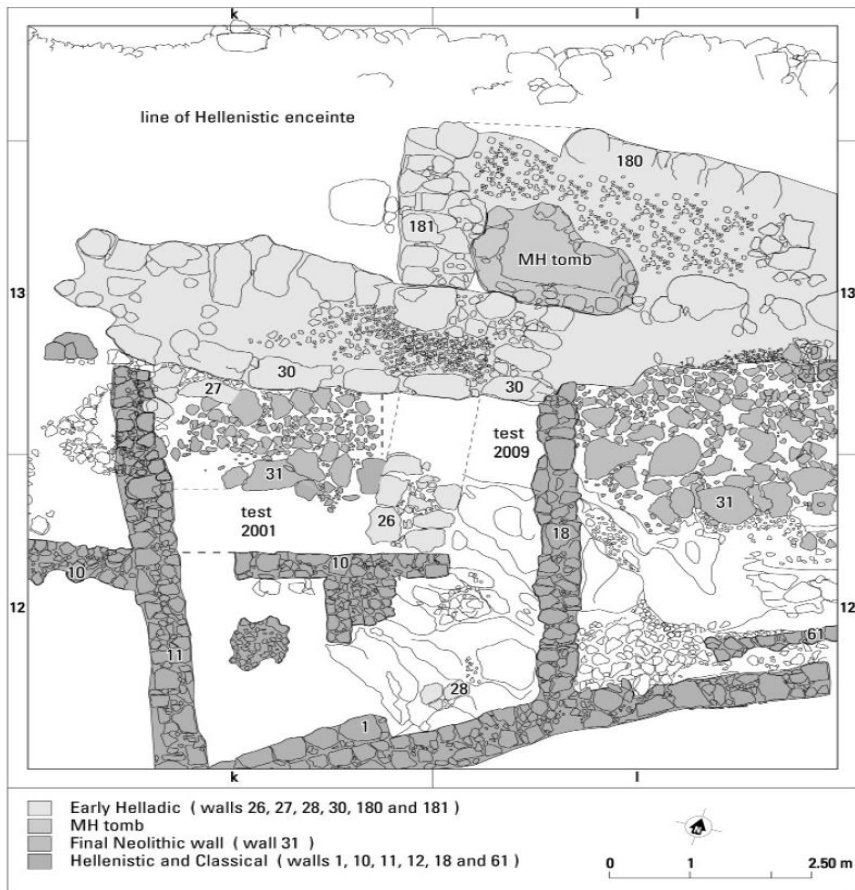 k l
line of Hellenistic enceinte
180
181
MH tomb
13 13
30
27 30
test
2009
31
31
test
2001
26
18
10
10
12 12
61
11
28
1
k l
Early Helladic ( walls 26, 27, 28, 30, 180 and 181 )
MH tomb
Final Neolithic wall ( wall 31 )
Hellenistic and Classical ( walls 1, 10, 11, 12, 18 and 61 )
N
0 1 2.50 m